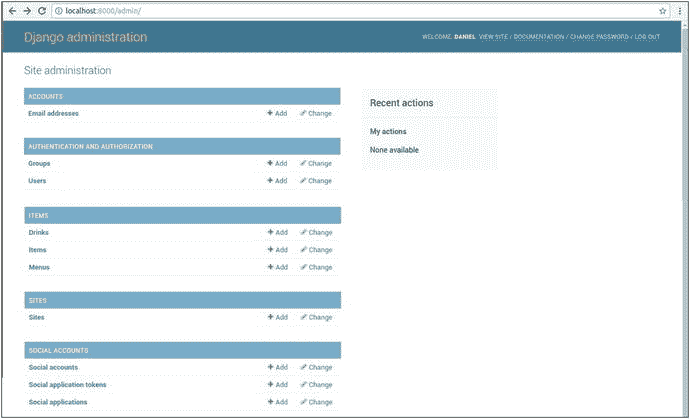 localhost:8000/admin/
Django administration
WELCOME, DANIEL. VIEW SITE / DOCUMENTATION / CHANGE PASSWORD / LOG OUT
Site administration
ACCOUNTS
Email addresses + Add Change
AUTHENTICATION AND AUTHORIZATION
Groups + Add Change
Users + Add Change
ITEMS
Drinks + Add Change
Items + Add Change
Menus + Add Change
SITES
Sites + Add Change
SOCIAL ACCOUNTS
Social accounts + Add Change
Social application tokens + Add Change
Social applications + Add Change
Recent actions
My actions
None available